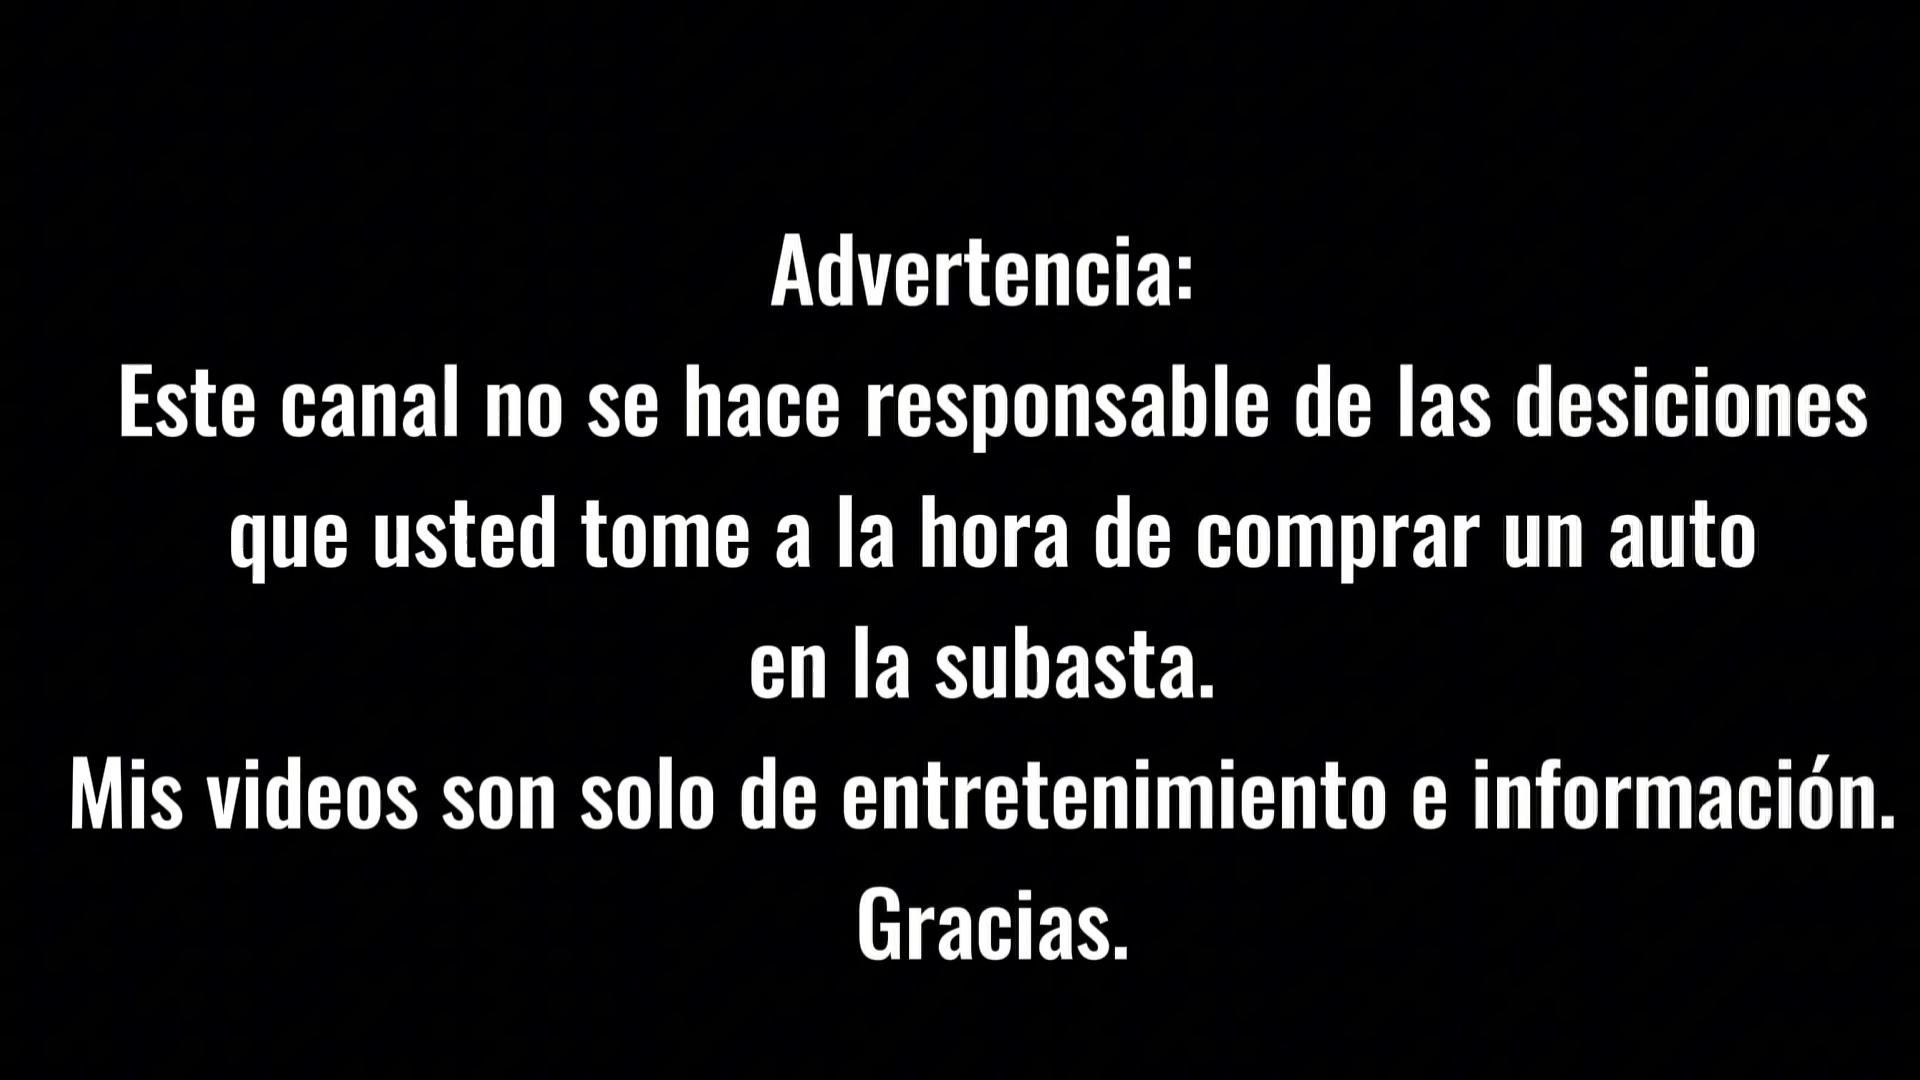 Advertencia:
Este canal no se hace responsable de las desiciones
que usted tome a la hora de comprar un auto
en la subasta.
Mis videos son solo de entretenimiento e información.
Gracias.